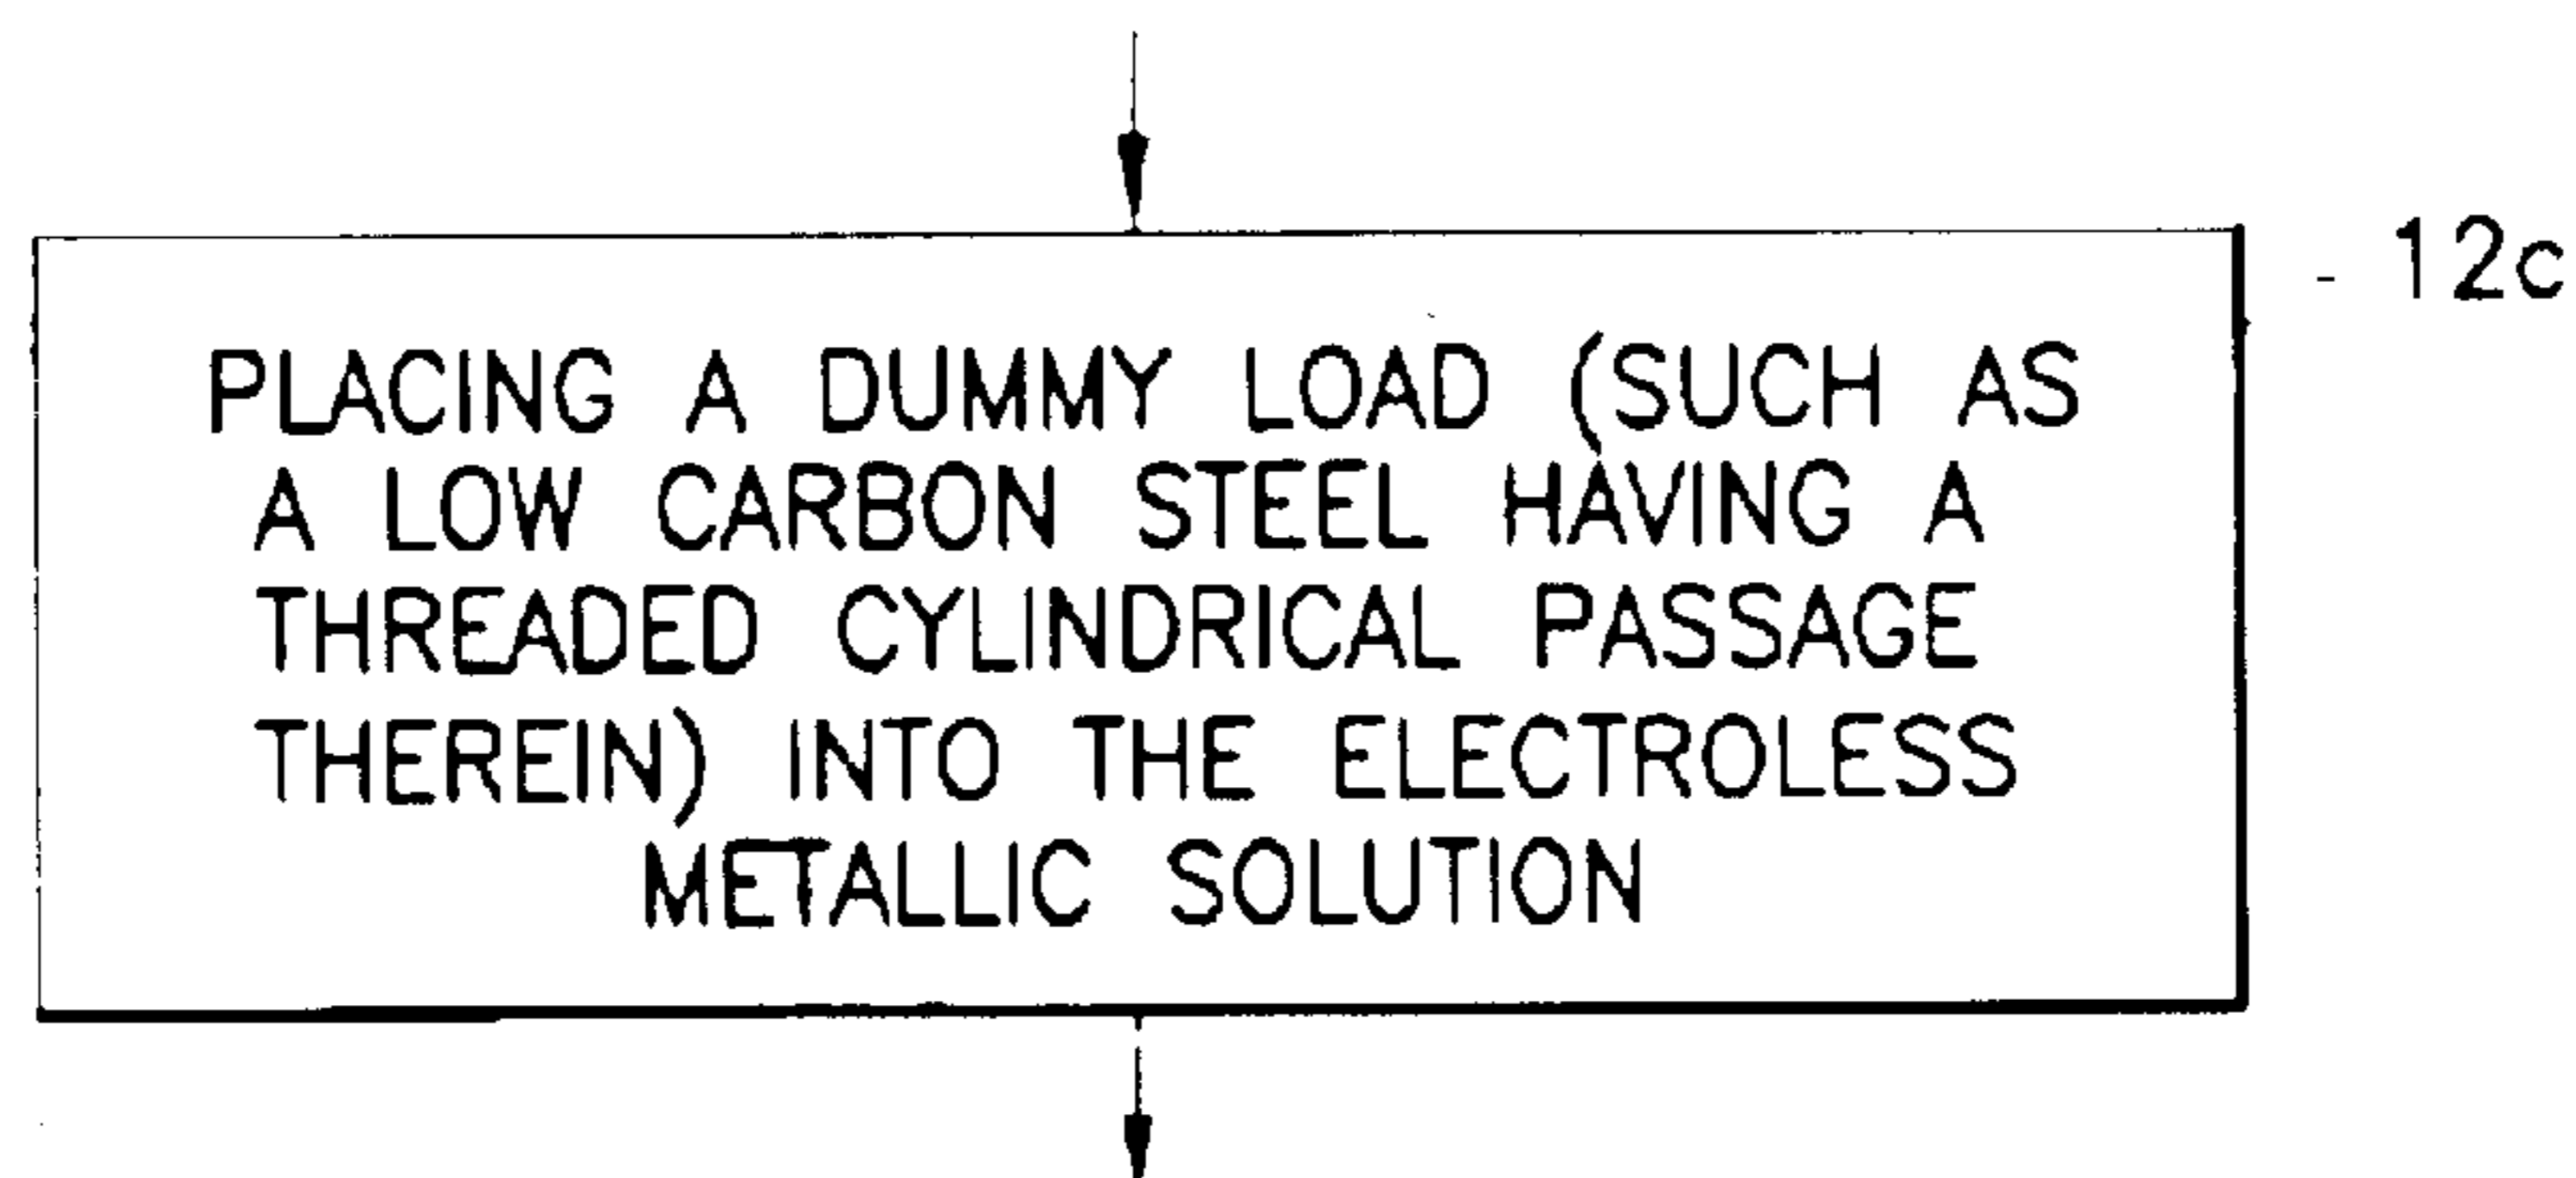 12c
PLACING A DUMMY LOAD (SUCH AS
A LOW CARBON STEEL HAVING A
THREADED CYLINDRICAL PASSAGE
THEREIN) INTO THE ELECTROLESS
METALLIC SOLUTION